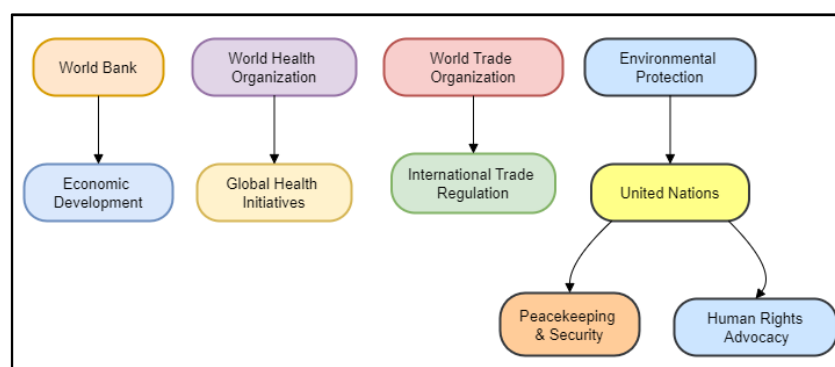 World Bank
World Health
Organization
World Trade
Organization
Environmental
Protection
Economic
Development
Global Health
Initiatives
International Trade
Regulation
United Nations
Peacekeeping
& Security
Human Rights
Advocacy